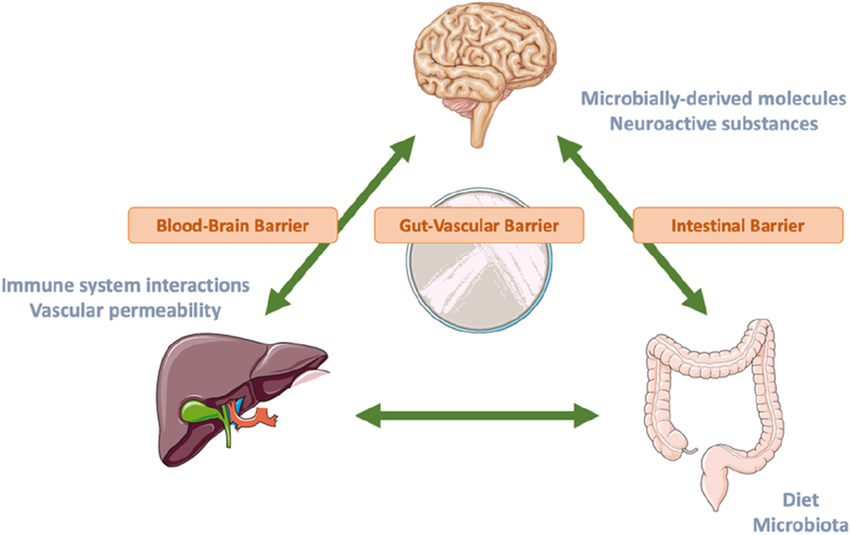 Microbially-derived molecules
Neuroactive substances
Blood-Brain Barrier
Gut-Vascular Barrier
Intestinal Barrier
Immune system interactions
Vascular permeability
Diet
Microbiota